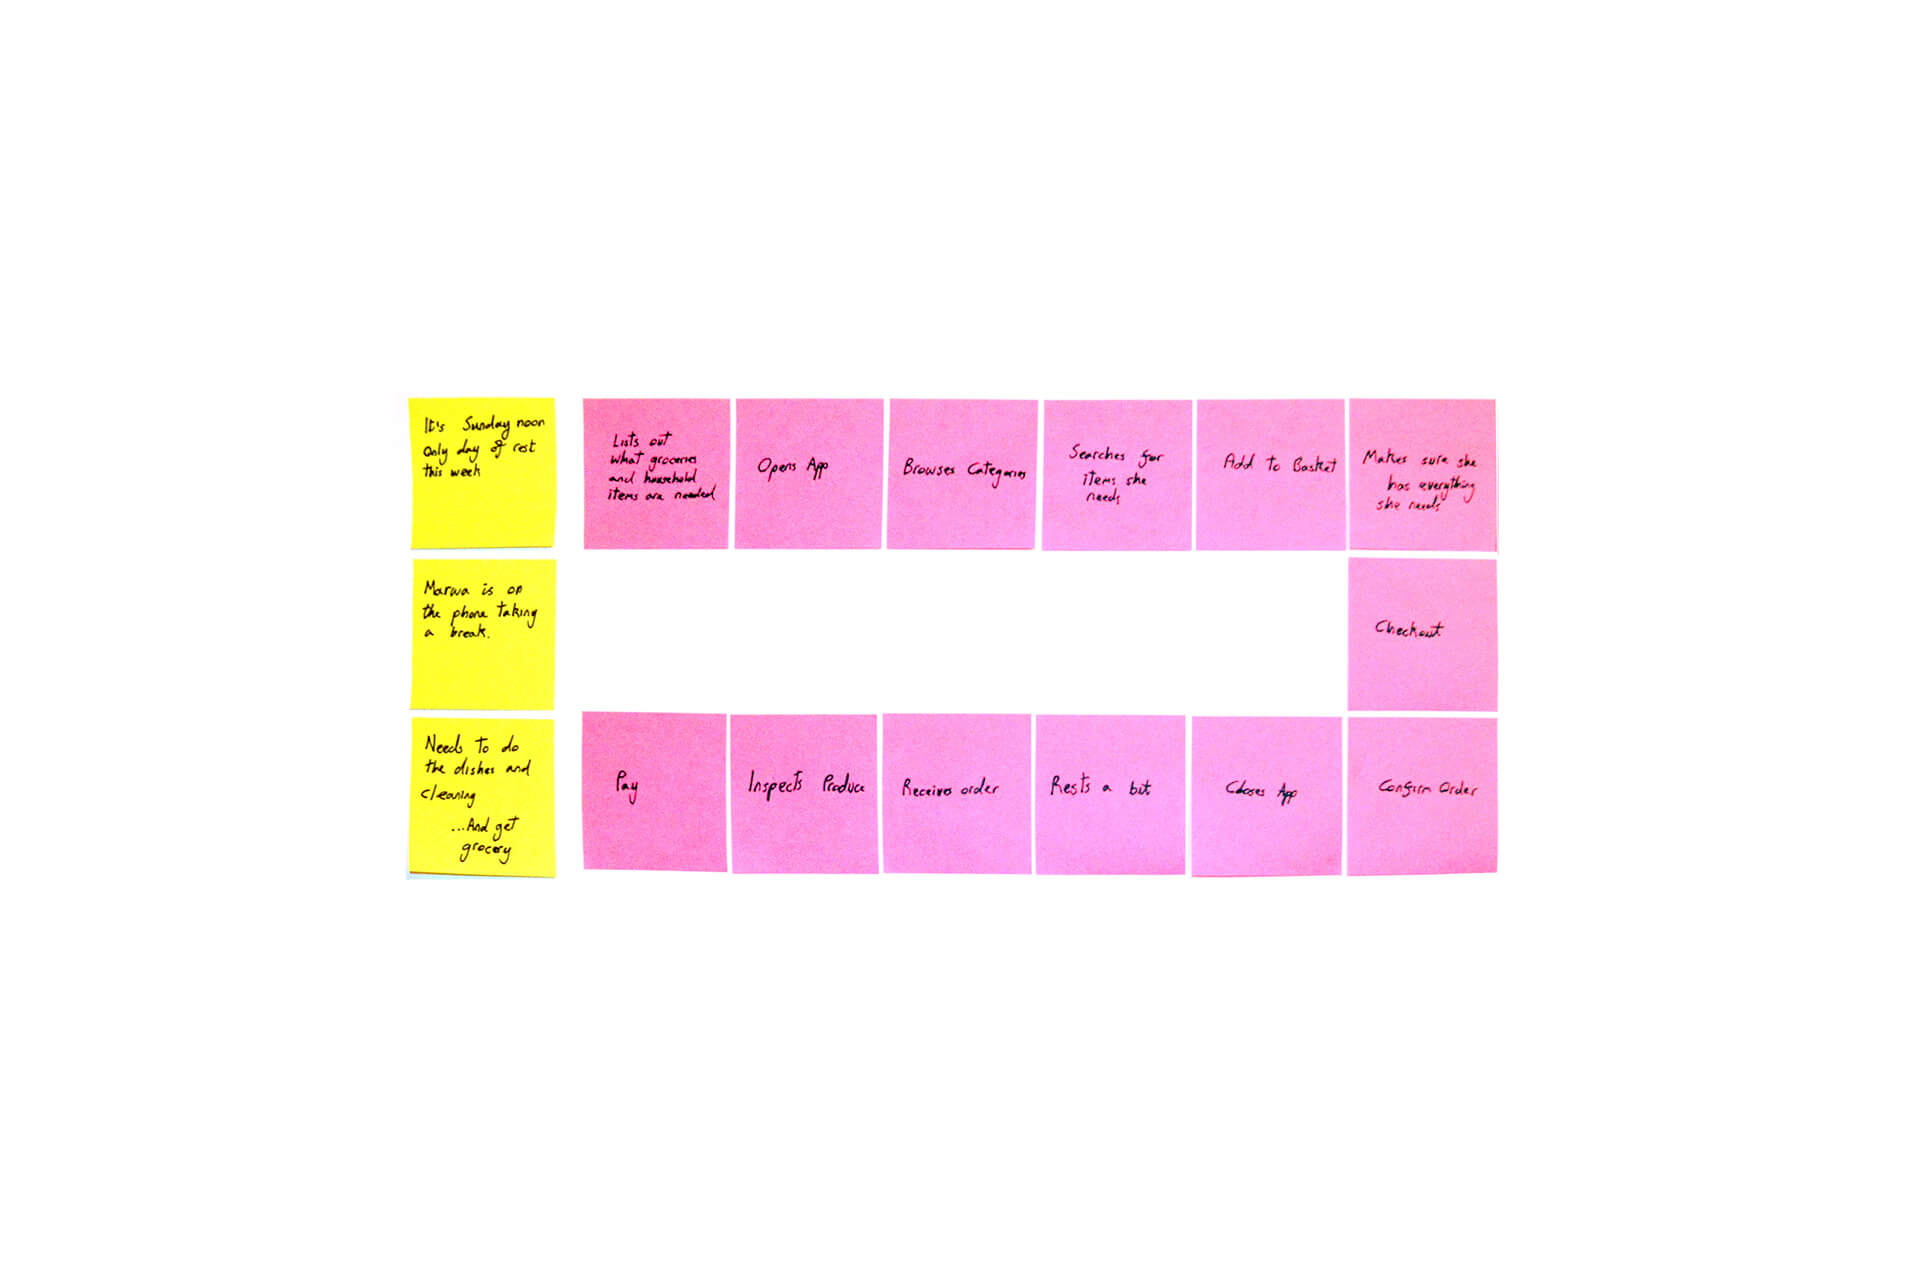 It's Sunday noon
Only day of rest
this week
Marwa is on
the phone taking
a break.
Needs to do
the dishes and
cleaning
...And get
grocery
Lists out
what groceries
and household
items are needed
Opens App
Browses Categories
Searches for
items she
needs
Add to Basket
Makes sure she
has everything
she needs
Checkout
Confirm Order
Closes App
Rests a bit
Receives order
Inspects Produce
Pay